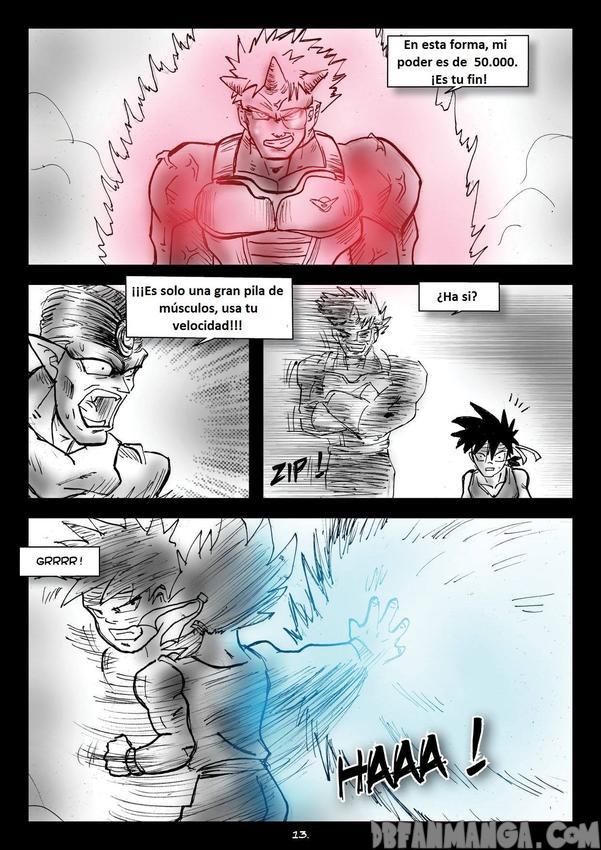 En esta forma, mi
poder es de 50.000.
¡Es tu fin!
¡¡¡Es solo una gran pila de
músculos, usa tu
velocidad!!!
¿Ha si?
ZIP !
GRRRR!
HAAA !
13.
DBFANMANGA.COM